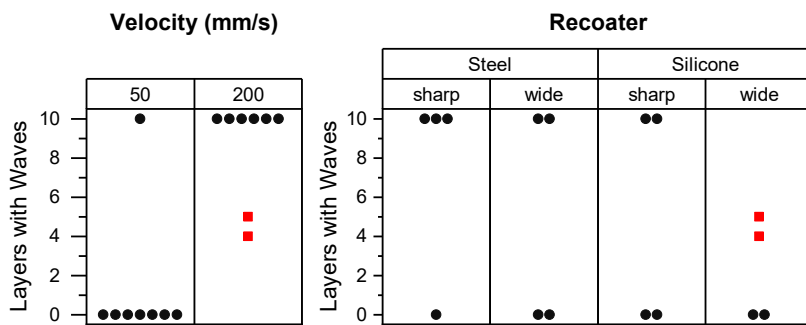 Velocity (mm/s)
50 200
Layers with Waves
10
8
6
4
2
0
Recoater
Steel Silicone
sharp wide sharp wide
Layers with Waves
10
8
6
4
2
0